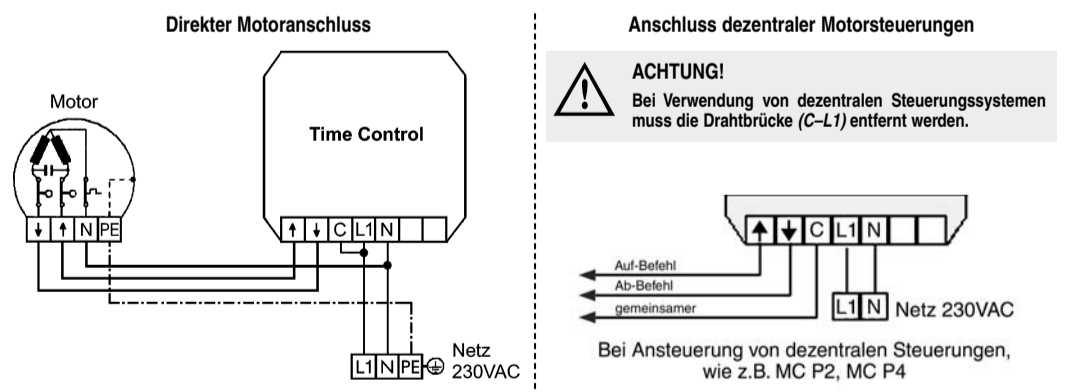 Direkter Motoranschluss
Motor
Time Control
↓ ↑ N PE
↑ ↓ C L1 N
L1 N PE
Netz
230VAC
Anschluss dezentraler Motorsteuerungen
ACHTUNG!
Bei Verwendung von dezentralen Steuerungssystemen
muss die Drahtbrücke (C–L1) entfernt werden.
↑ ↓ C L1 N
Auf-Befehl
Ab-Befehl
gemeinsamer
L1 N Netz 230VAC
Bei Ansteuerung von dezentralen Steuerungen,
wie z.B. MC P2, MC P4